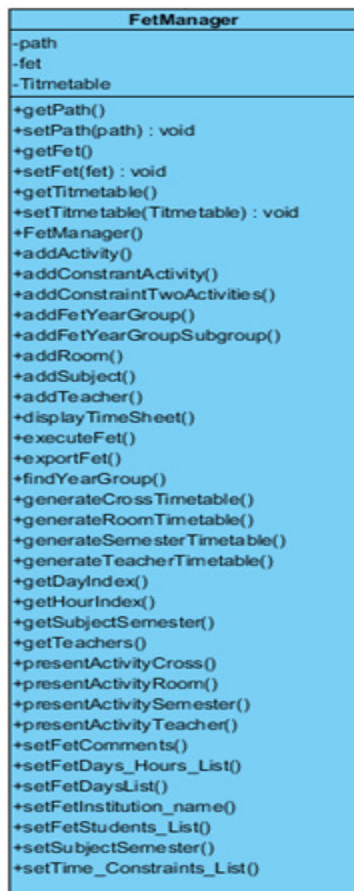 FetManager
-path
-fet
-Titmetable
+getPath()
+setPath(path) : void
+getFet()
+setFet(fet) : void
+getTitmetable()
+setTitmetable(Titmetable) : void
+FetManager()
+addActivity()
+addConstrantActivity()
+addConstraintTwoActivities()
+addFetYearGroup()
+addFetYearGroupSubgroup()
+addRoom()
+addSubject()
+addTeacher()
+displayTimeSheet()
+executeFet()
+exportFet()
+findYearGroup()
+generateCrossTimetable()
+generateRoomTimetable()
+generateSemesterTimetable()
+generateTeacherTimetable()
+getDayIndex()
+getHourIndex()
+getSubjectSemester()
+getTeachers()
+presentActivityCross()
+presentActivityRoom()
+presentActivitySemester()
+presentActivityTeacher()
+setFetComments()
+setFetDays_Hours_List()
+setFetDaysList()
+setFetInstitution_name()
+setFetStudents_List()
+setSubjectSemester()
+setTime_Constraints_List()